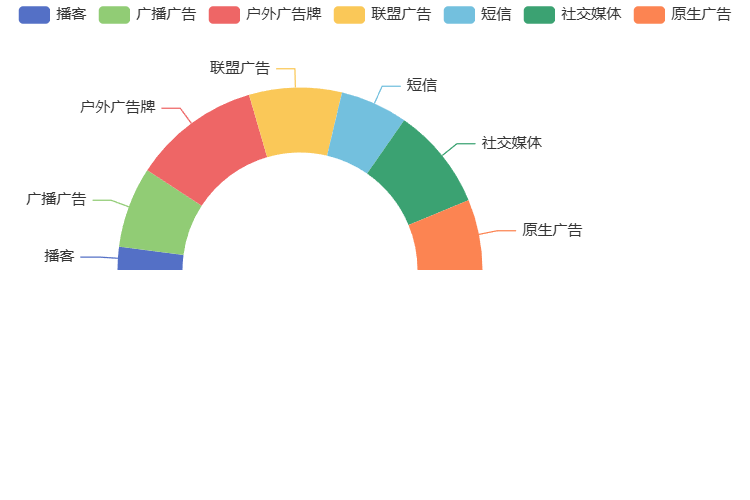 播客 广播广告 户外广告牌 联盟广告 短信 社交媒体 原生广告
联盟广告
短信
户外广告牌
社交媒体
广播广告
原生广告
播客